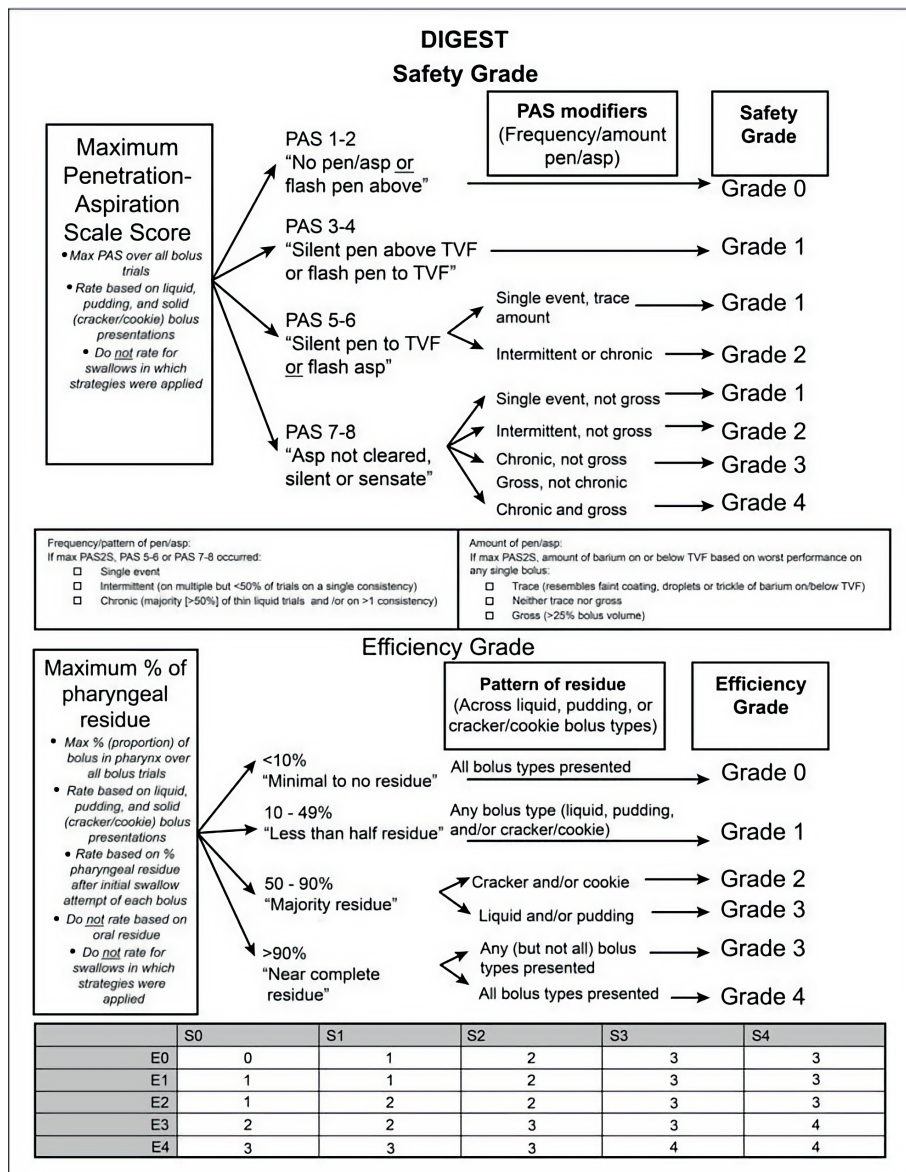 DIGEST
Safety Grade
Maximum
Penetration-
Aspiration
Scale Score
• Max PAS over all bolus
trials
• Rate based on liquid,
pudding, and solid
(cracker/cookie) bolus
presentations
• Do not rate for
swallows in which
strategies were applied
PAS modifiers
(Frequency/amount
pen/asp)
Safety
Grade
PAS 1-2
“No pen/asp or
flash pen above”
Grade 0
PAS 3-4
“Silent pen above TVF
or flash pen to TVF”
Grade 1
PAS 5-6
“Silent pen to TVF
or flash asp”
Single event, trace
amount
Grade 1
Intermittent or chronic
Grade 2
PAS 7-8
“Asp not cleared,
silent or sensate”
Single event, not gross
Grade 1
Intermittent, not gross
Grade 2
Chronic, not gross
Gross, not chronic
Grade 3
Chronic and gross
Grade 4
Frequency/pattern of pen/asp:
If max PAS2S, PAS 5-6 or PAS 7-8 occurred:
☐ Single event
☐ Intermittent (on multiple but <50% of trials on a single consistency)
☐ Chronic (majority [>50%] of thin liquid trials and /or on >1 consistency)
Amount of pen/asp:
If max PAS2S, amount of barium on or below TVF based on worst performance on
any single bolus:
☐ Trace (resembles faint coating, droplets or trickle of barium on/below TVF)
☐ Neither trace nor gross
☐ Gross (>25% bolus volume)
Efficiency Grade
Maximum % of
pharyngeal
residue
• Max % (proportion) of
bolus in pharynx over
all bolus trials
• Rate based on liquid,
pudding, and solid
(cracker/cookie) bolus
presentations
• Rate based on %
pharyngeal residue
after initial swallow
attempt of each bolus
• Do not rate based on
oral residue
• Do not rate for
swallows in which
strategies were
applied
Pattern of residue
(Across liquid, pudding, or
cracker/cookie bolus types)
Efficiency
Grade
<10%
“Minimal to no residue”
All bolus types presented
Grade 0
10 - 49%
“Less than half residue”
Any bolus type (liquid, pudding,
and/or cracker/cookie)
Grade 1
50 - 90%
“Majority residue”
Cracker and/or cookie
Grade 2
Liquid and/or pudding
Grade 3
>90%
“Near complete
residue”
Any (but not all) bolus
types presented
Grade 3
All bolus types presented
Grade 4
S0 S1 S2 S3 S4
E0 0 1 2 3 3
E1 1 1 2 3 3
E2 1 2 2 3 3
E3 2 2 3 3 4
E4 3 3 3 4 4